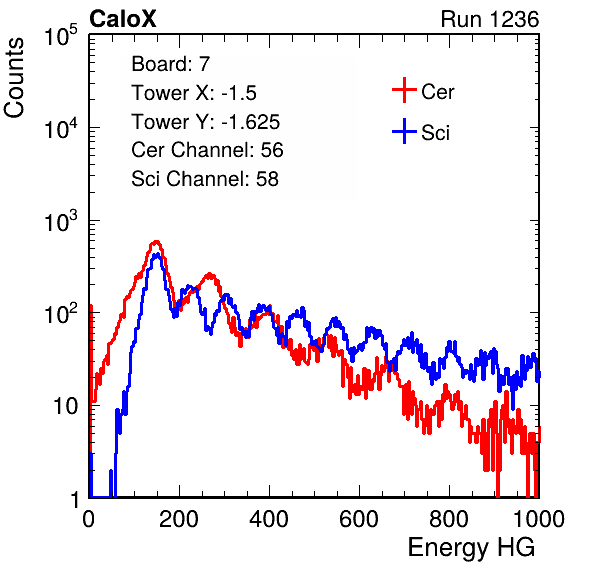 CaloX Run 1236
Counts
10^5
10^4
10^3
10^2
10
1
Board: 7
Tower X: -1.5
Tower Y: -1.625
Cer Channel: 56
Sci Channel: 58
Cer
Sci
0 200 400 600 800 1000
Energy HG